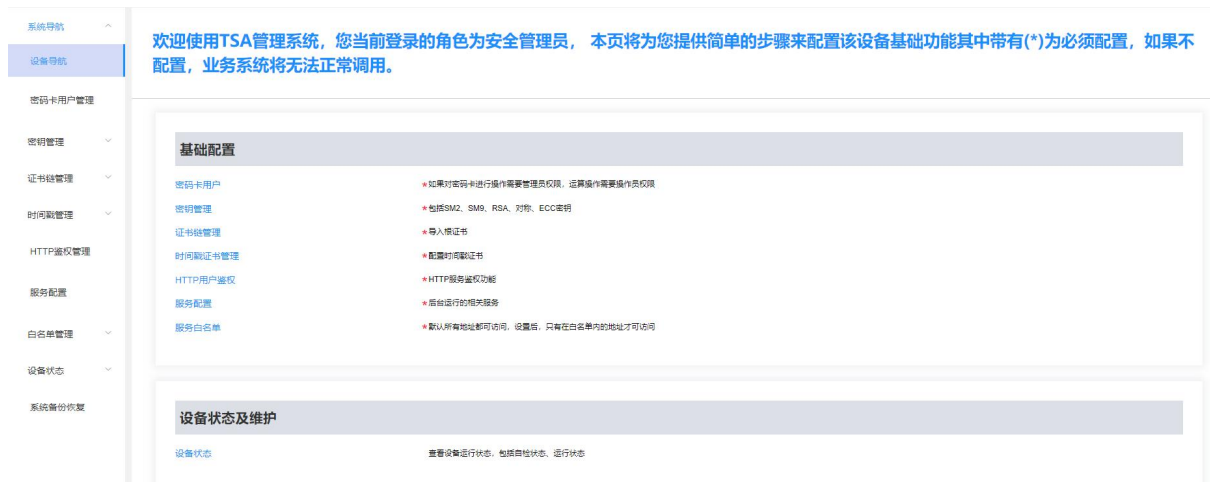 系统导航
设备导航
密码卡用户管理
密钥管理
证书链管理
时间戳管理
HTTP鉴权管理
服务配置
白名单管理
设备状态
系统备份恢复
欢迎使用TSA管理系统，您当前登录的角色为安全管理员， 本页将为您提供简单的步骤来配置该设备基础功能其中带有(*)为必须配置，如果不
配置，业务系统将无法正常调用。
基础配置
密码卡用户 *如果对密码卡进行操作需要管理员权限，运算操作需要操作员权限
密钥管理 *包括SM2、SM9、RSA、对称、ECC密钥
证书链管理 *导入根证书
时间戳证书管理 *配置时间戳证书
HTTP用户鉴权 *HTTP服务鉴权功能
服务配置 *后台运行的相关服务
服务白名单 *默认所有地址都可访问，设置后，只有在白名单内的地址才可访问
设备状态及维护
设备状态 查看设备运行状态，包括自检状态、运行状态